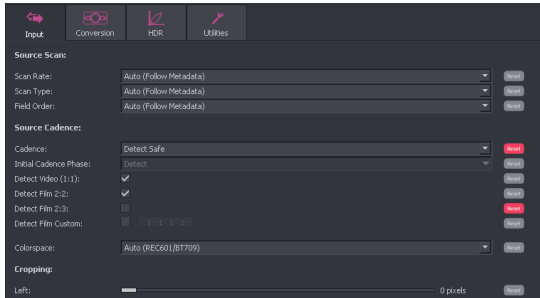 Input Conversion HDR Utilities
Source Scan:
Scan Rate: Auto (Follow Metadata) Reset
Scan Type: Auto (Follow Metadata) Reset
Field Order: Auto (Follow Metadata) Reset
Source Cadence:
Cadence: Detect Safe Reset
Initial Cadence Phase: Detect Reset
Detect Video (1:1): Reset
Detect Film 2:2: Reset
Detect Film 2:3: Reset
Detect Film Custom: : : : : Reset
Colorspace: Auto (REC601/BT709) Reset
Cropping:
Left: 0 pixels Reset